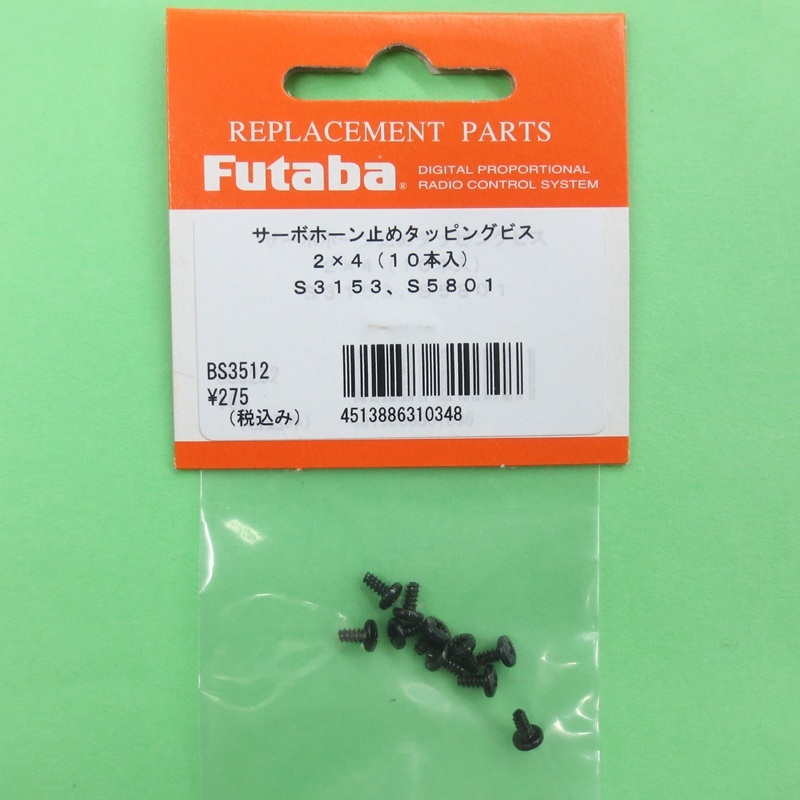 REPLACEMENT PARTS
Futaba®
DIGITAL PROPORTIONAL
RADIO CONTROL SYSTEM
サーボホーン止めタッピングビス
２×４（１０本入）
Ｓ３１５３、Ｓ５８０１
BS3512
¥275
（税込み）
4513886310348